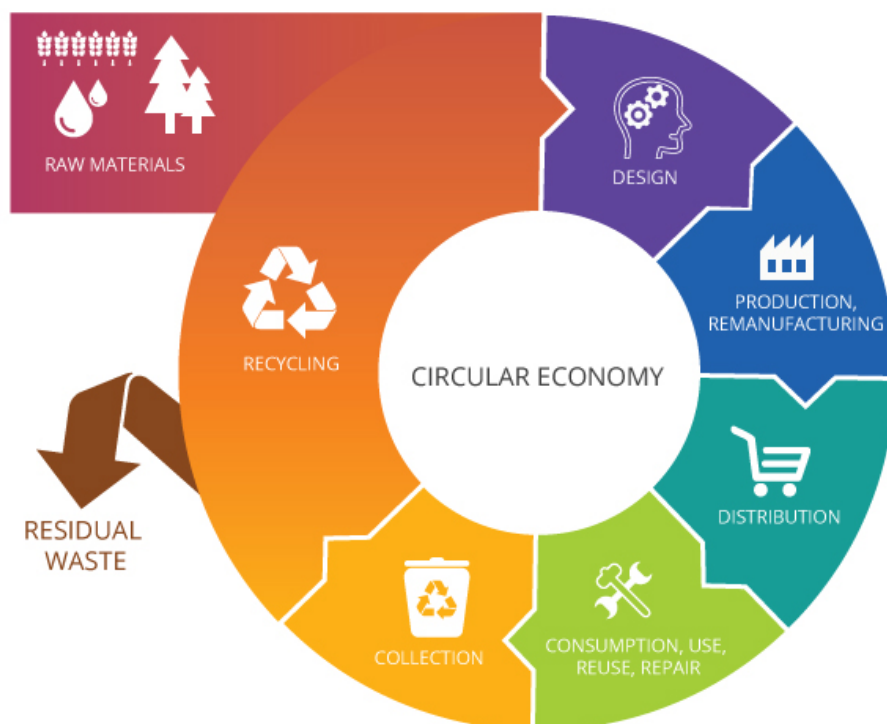 RAW MATERIALS
DESIGN
PRODUCTION,
REMANUFACTURING
RECYCLING
CIRCULAR ECONOMY
DISTRIBUTION
RESIDUAL
WASTE
CONSUMPTION, USE,
REUSE, REPAIR
COLLECTION